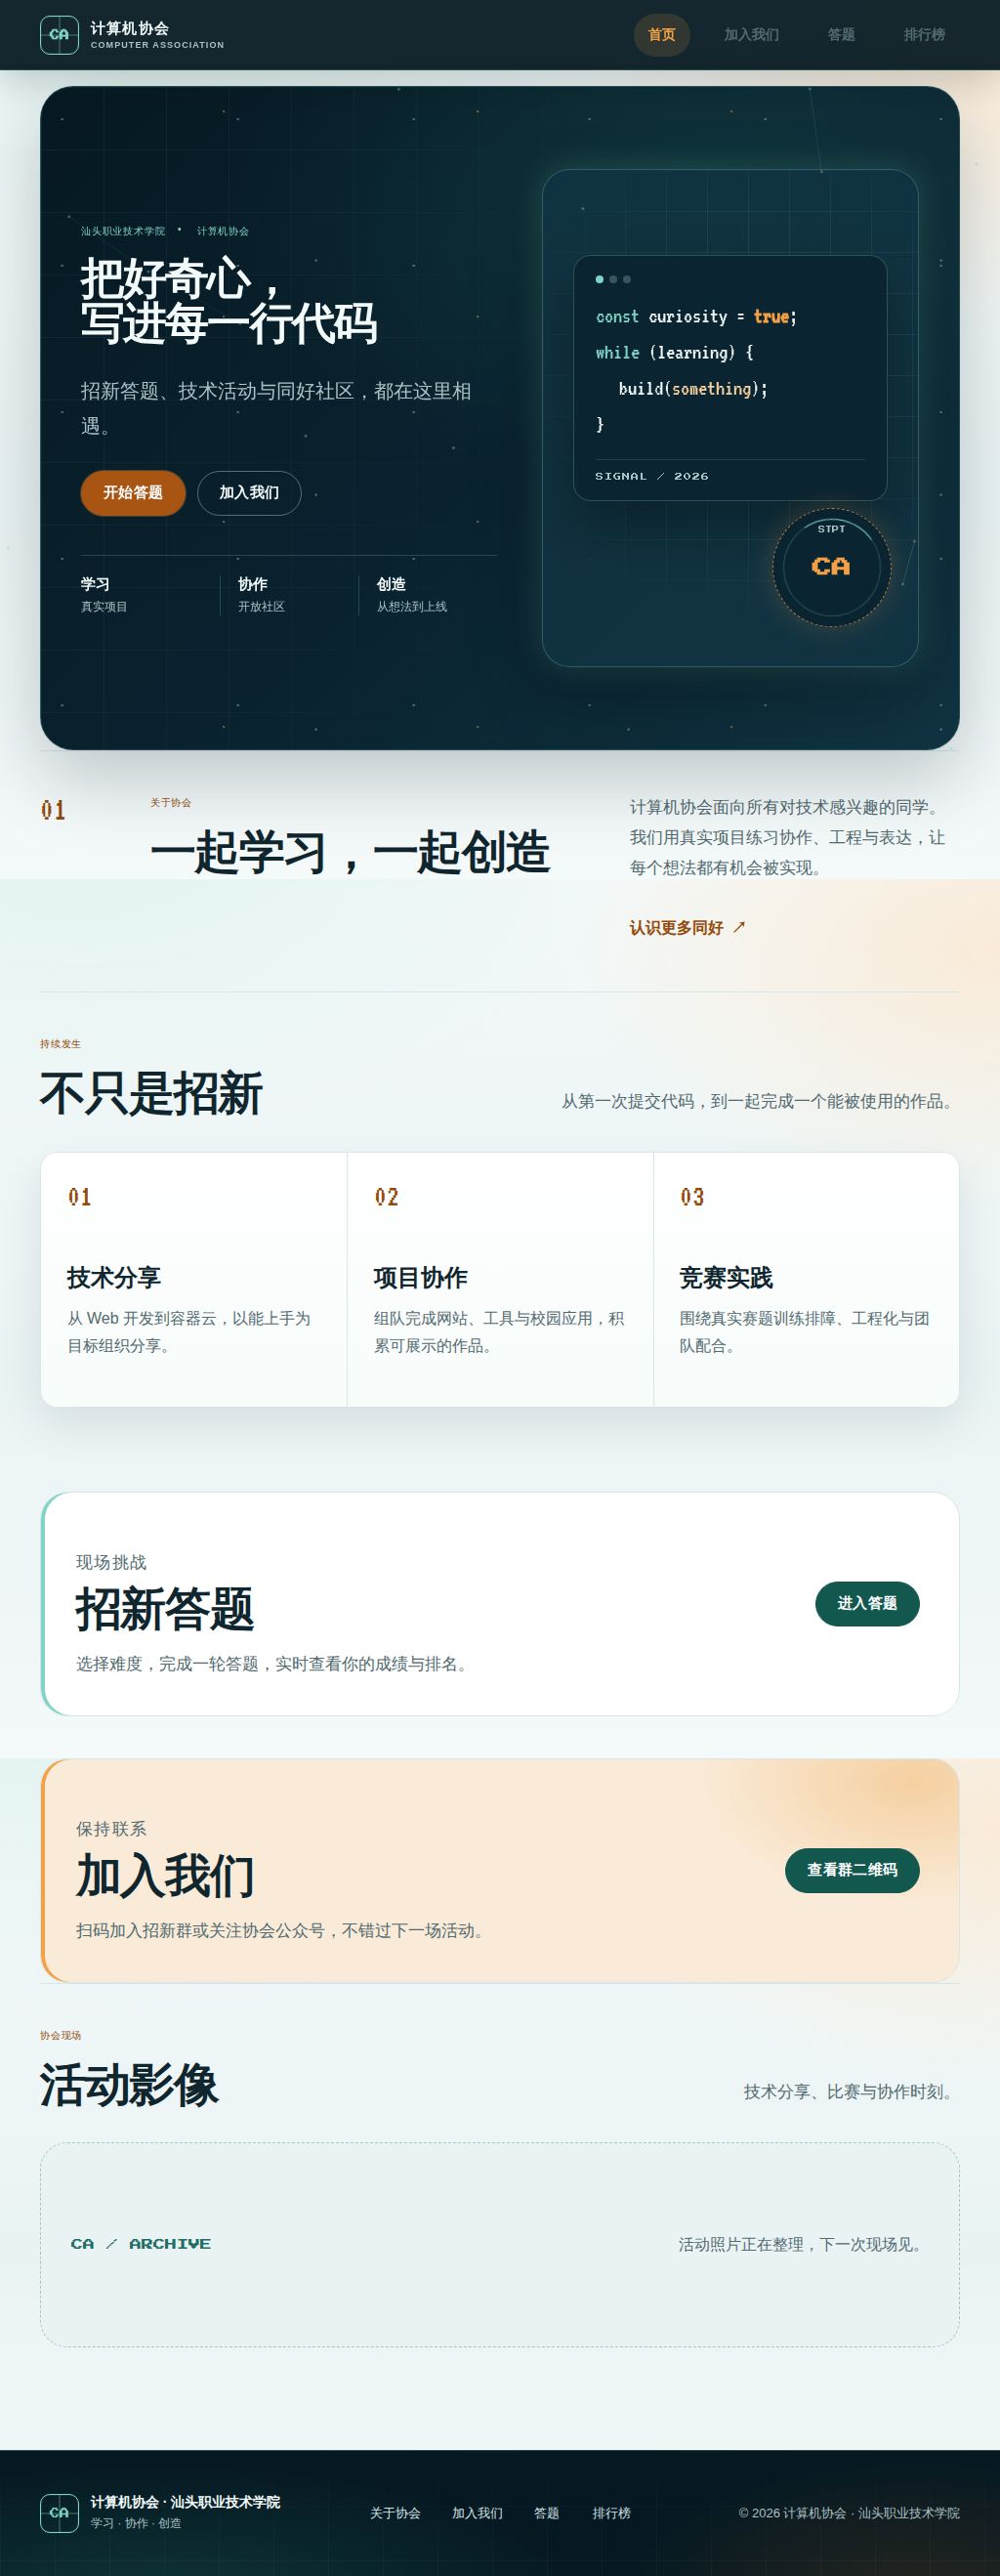 CA
计算机协会
COMPUTER ASSOCIATION
首页
加入我们
答题
排行榜
汕头职业技术学院 • 计算机协会
把好奇心，
写进每一行代码
招新答题、技术活动与同好社区，都在这里相
遇。
开始答题
加入我们
学习
真实项目
协作
开放社区
创造
从想法到上线
const curiosity = true;
while (learning) {
build(something);
}
SIGNAL / 2026
STPT
CA
01
关于协会
一起学习，一起创造
计算机协会面向所有对技术感兴趣的同学。
我们用真实项目练习协作、工程与表达，让
每个想法都有机会被实现。
认识更多同好 ↗
持续发生
不只是招新
从第一次提交代码，到一起完成一个能被使用的作品。
01
技术分享
从 Web 开发到容器云，以能上手为
目标组织分享。
02
项目协作
组队完成网站、工具与校园应用，积
累可展示的作品。
03
竞赛实践
围绕真实赛题训练排障、工程化与团
队配合。
现场挑战
招新答题
选择难度，完成一轮答题，实时查看你的成绩与排名。
进入答题
保持联系
加入我们
扫码加入招新群或关注协会公众号，不错过下一场活动。
查看群二维码
协会现场
活动影像
技术分享、比赛与协作时刻。
CA / ARCHIVE
活动照片正在整理，下一次现场见。
CA
计算机协会 · 汕头职业技术学院
学习 · 协作 · 创造
关于协会
加入我们
答题
排行榜
© 2026 计算机协会 · 汕头职业技术学院